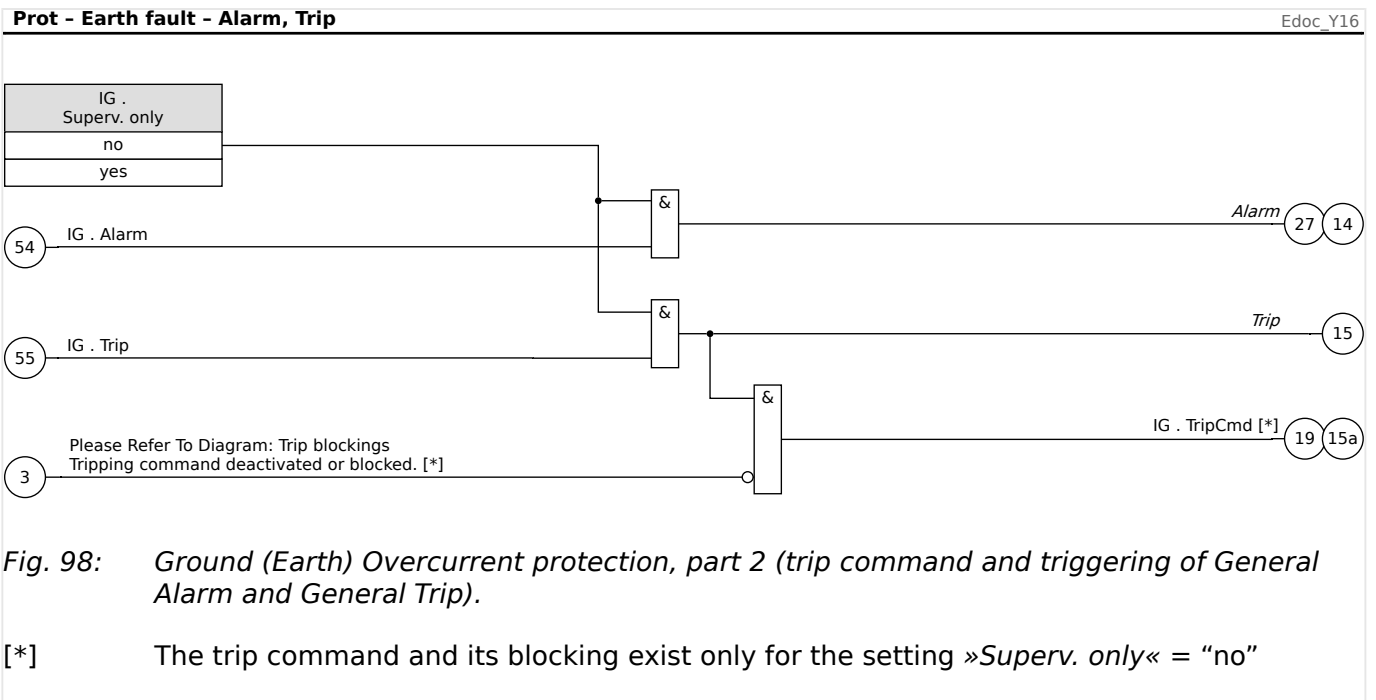 Prot – Earth fault – Alarm, Trip
Edoc_Y16
IG .
Superv. only
no
yes
&
Alarm
27
14
54
IG . Alarm
&
Trip
15
55
IG . Trip
&
IG . TripCmd [*]
19
15a
Please Refer To Diagram: Trip blockings
Tripping command deactivated or blocked. [*]
3
Fig. 98: Ground (Earth) Overcurrent protection, part 2 (trip command and triggering of General
Alarm and General Trip).
[*] The trip command and its blocking exist only for the setting »Superv. only« = “no”